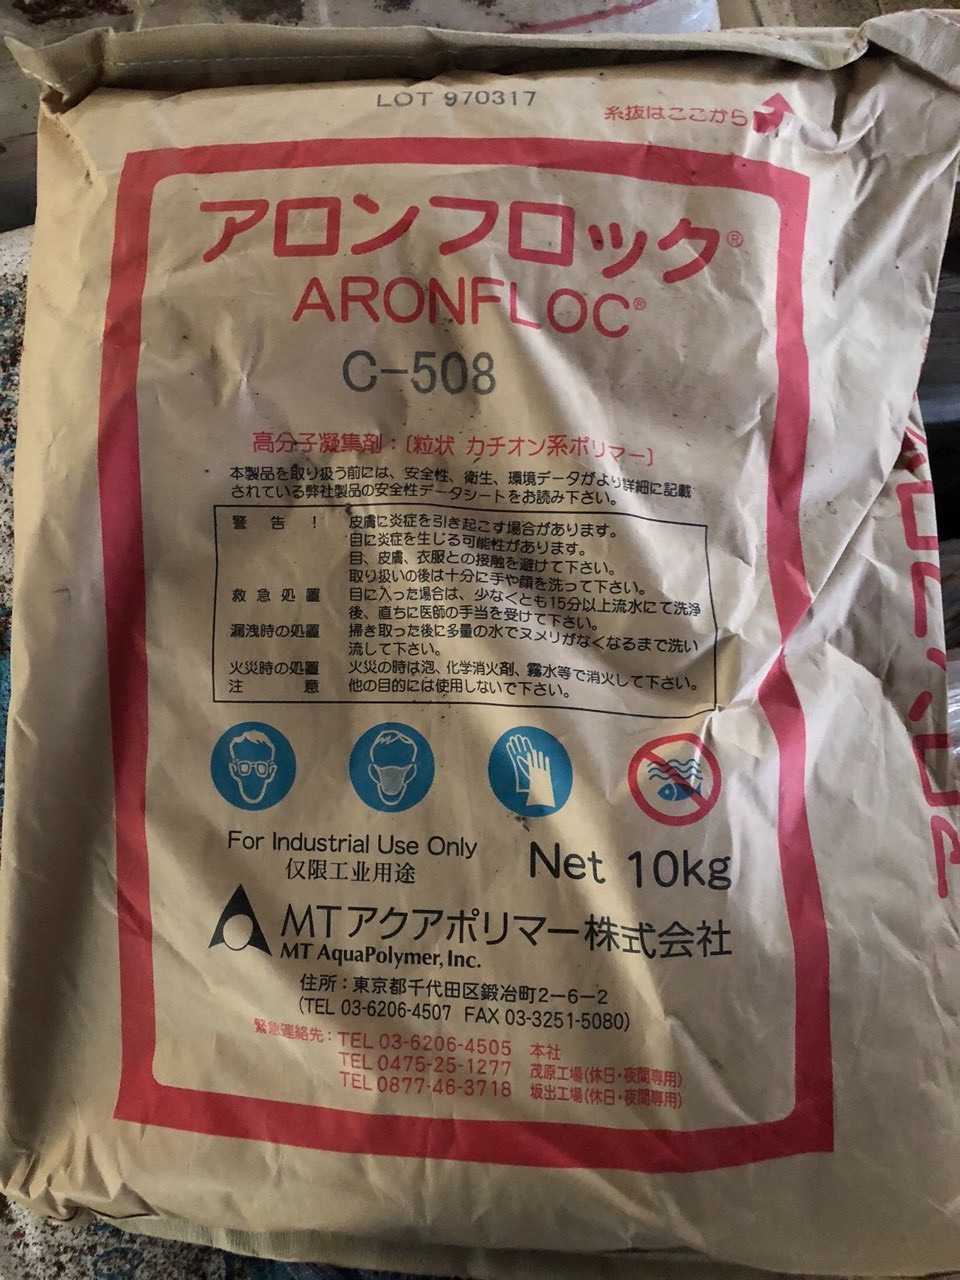 LOT 970317
糸抜はここから
アロンフロック®
ARONFLOC®
C-508
高分子凝集剤：〔粒状 カチオン系ポリマー〕
本製品を取り扱う前には、安全性、衛生、環境データがより詳細に記載
されている弊社製品の安全性データシートをお読み下さい。
警告！ 皮膚に炎症を引き起こす場合があります。
目に炎症を生じる可能性があります。
目、皮膚、衣服との接触を避けて下さい。
取り扱いの後は十分に手や顔を洗って下さい。
救急処置 目に入った場合は、少なくとも15分以上流水にて洗浄
後、直ちに医師の手当を受けて下さい。
漏洩時の処置 掃き取った後に多量の水でヌメリがなくなるまで洗い
流して下さい。
火災時の処置 火災の時は泡、化学消火剤、霧水等で消火して下さい。
注意 他の目的には使用しないで下さい。
For Industrial Use Only
仅限工业用途
Net 10kg
MTアクアポリマー株式会社
MT AquaPolymer, Inc.
住所：東京都千代田区鍛冶町2-6-2
(TEL 03-6206-4507 FAX 03-3251-5080)
緊急連絡先：TEL 03-6206-4505 本社
TEL 0475-25-1277 茂原工場(休日・夜間専用)
TEL 0877-46-3718 坂出工場(休日・夜間専用)